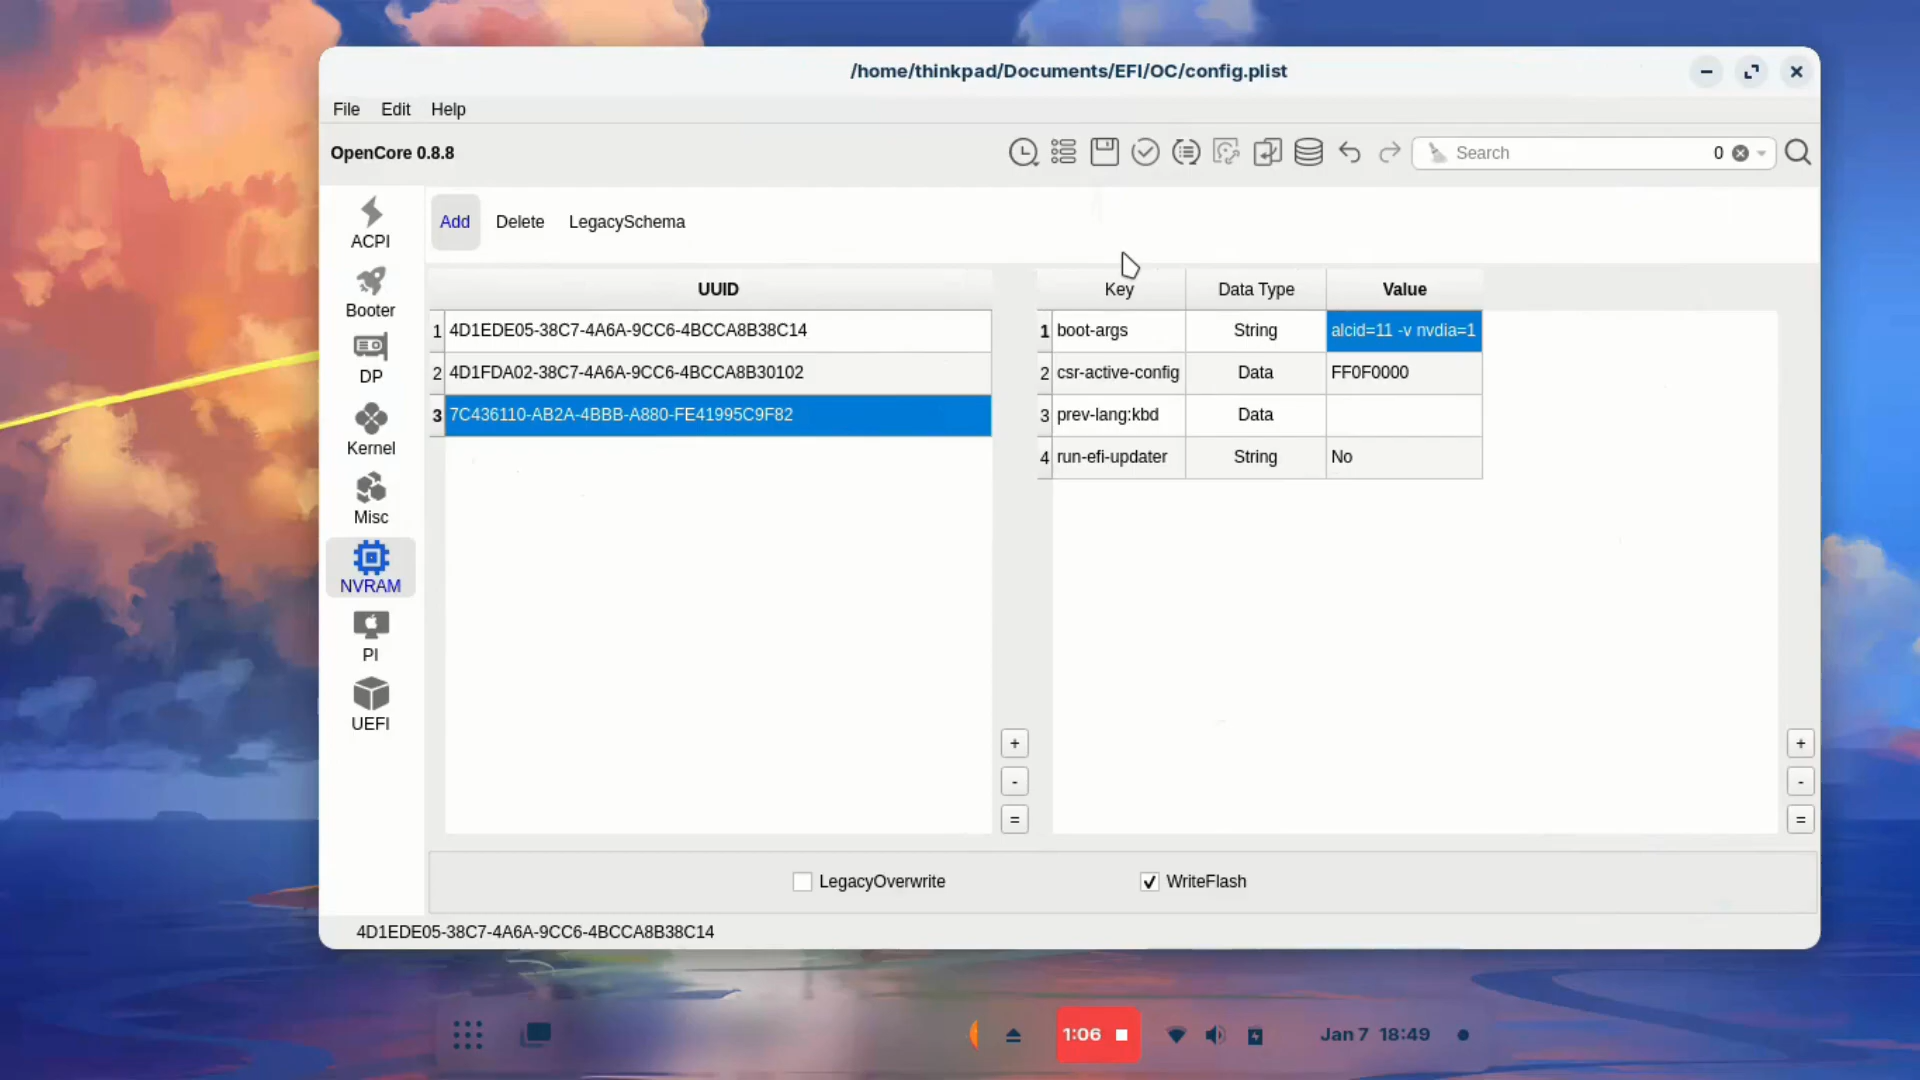 /home/thinkpad/Documents/EFI/OC/config.plist
File Edit Help
OpenCore 0.8.8
Search 0
ACPI
Booter
DP
Kernel
Misc
NVRAM
PI
UEFI
Add Delete LegacySchema
UUID
1 4D1EDE05-38C7-4A6A-9CC6-4BCCA8B38C14
2 4D1FDA02-38C7-4A6A-9CC6-4BCCA8B30102
3 7C436110-AB2A-4BBB-A880-FE41995C9F82
Key Data Type Value
1 boot-args String alcid=11 -v nvdia=1
2 csr-active-config Data FF0F0000
3 prev-lang:kbd Data
4 run-efi-updater String No
+ +
- -
= =
LegacyOverwrite WriteFlash
4D1EDE05-38C7-4A6A-9CC6-4BCCA8B38C14
1:06 Jan 7 18:49